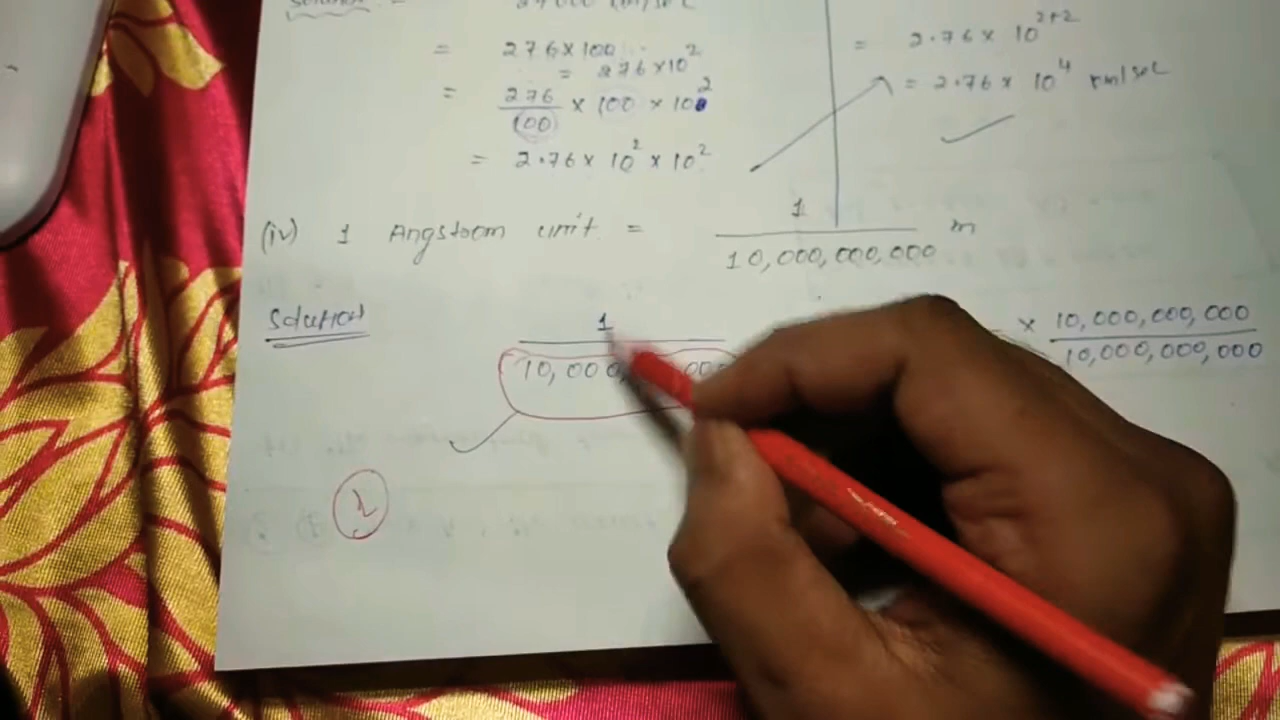 = 276 × 100
= 276 × 10²
= 276/100 × 100 × 10²
= 2.76 × 10² × 10²
= 2.76 × 10²⁺²
= 2.76 × 10⁴ km/sec
(iv) 1 Angstrom unit = 1/10,000,000,000 m
Solution
1
10,000,
× 10,000,000,000/10,000,000,000